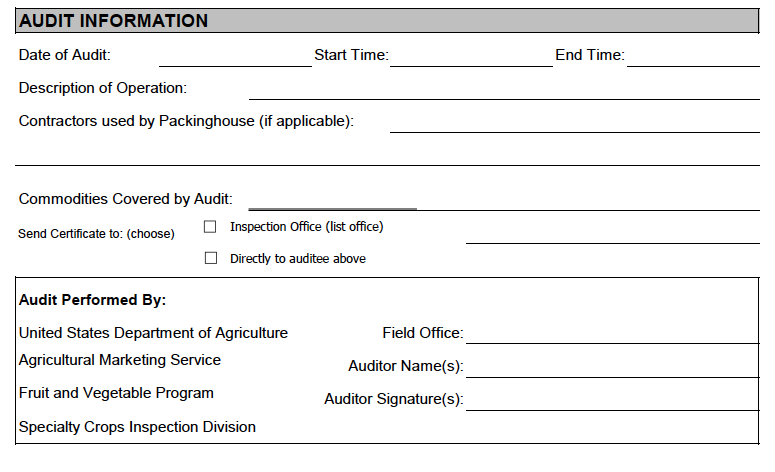 AUDIT INFORMATION
Date of Audit: Start Time: End Time:
Description of Operation:
Contractors used by Packinghouse (if applicable):
Commodities Covered by Audit:
Send Certificate to: (choose) Inspection Office (list office)
Directly to auditee above
Audit Performed By:
United States Department of Agriculture Field Office:
Agricultural Marketing Service Auditor Name(s):
Fruit and Vegetable Program Auditor Signature(s):
Specialty Crops Inspection Division